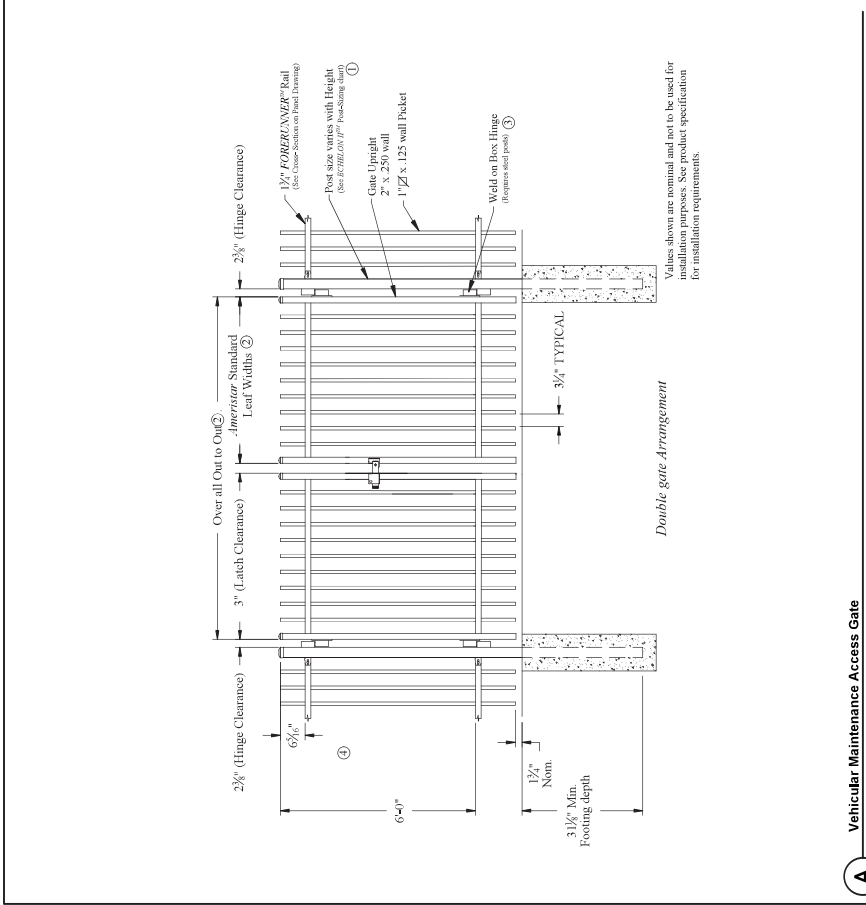 2⅜" (Hinge Clearance)
3" (Latch Clearance)
Over all Out to Out ②
Ameristar Standard
Leaf Widths ②
2⅜" (Hinge Clearance)
1¾" FORERUNNER™ Rail
(See Cross-Section on Panel Drawing)
Post size varies with Height
(See ECHELON II™ Post-Sizing chart)
①
Gate Upright
2" x .250 wall
1" x .125 wall Picket
Weld on Box Hinge
(Requires steel posts) ③
6 5/16"
④
6'-0"
1¾"
Nom.
31⅛" Min.
Footing depth
3¼" TYPICAL
Values shown are nominal and not to be used for
installation purposes. See product specification
for installation requirements.
Double gate Arrangement
A
Vehicular Maintenance Access Gate